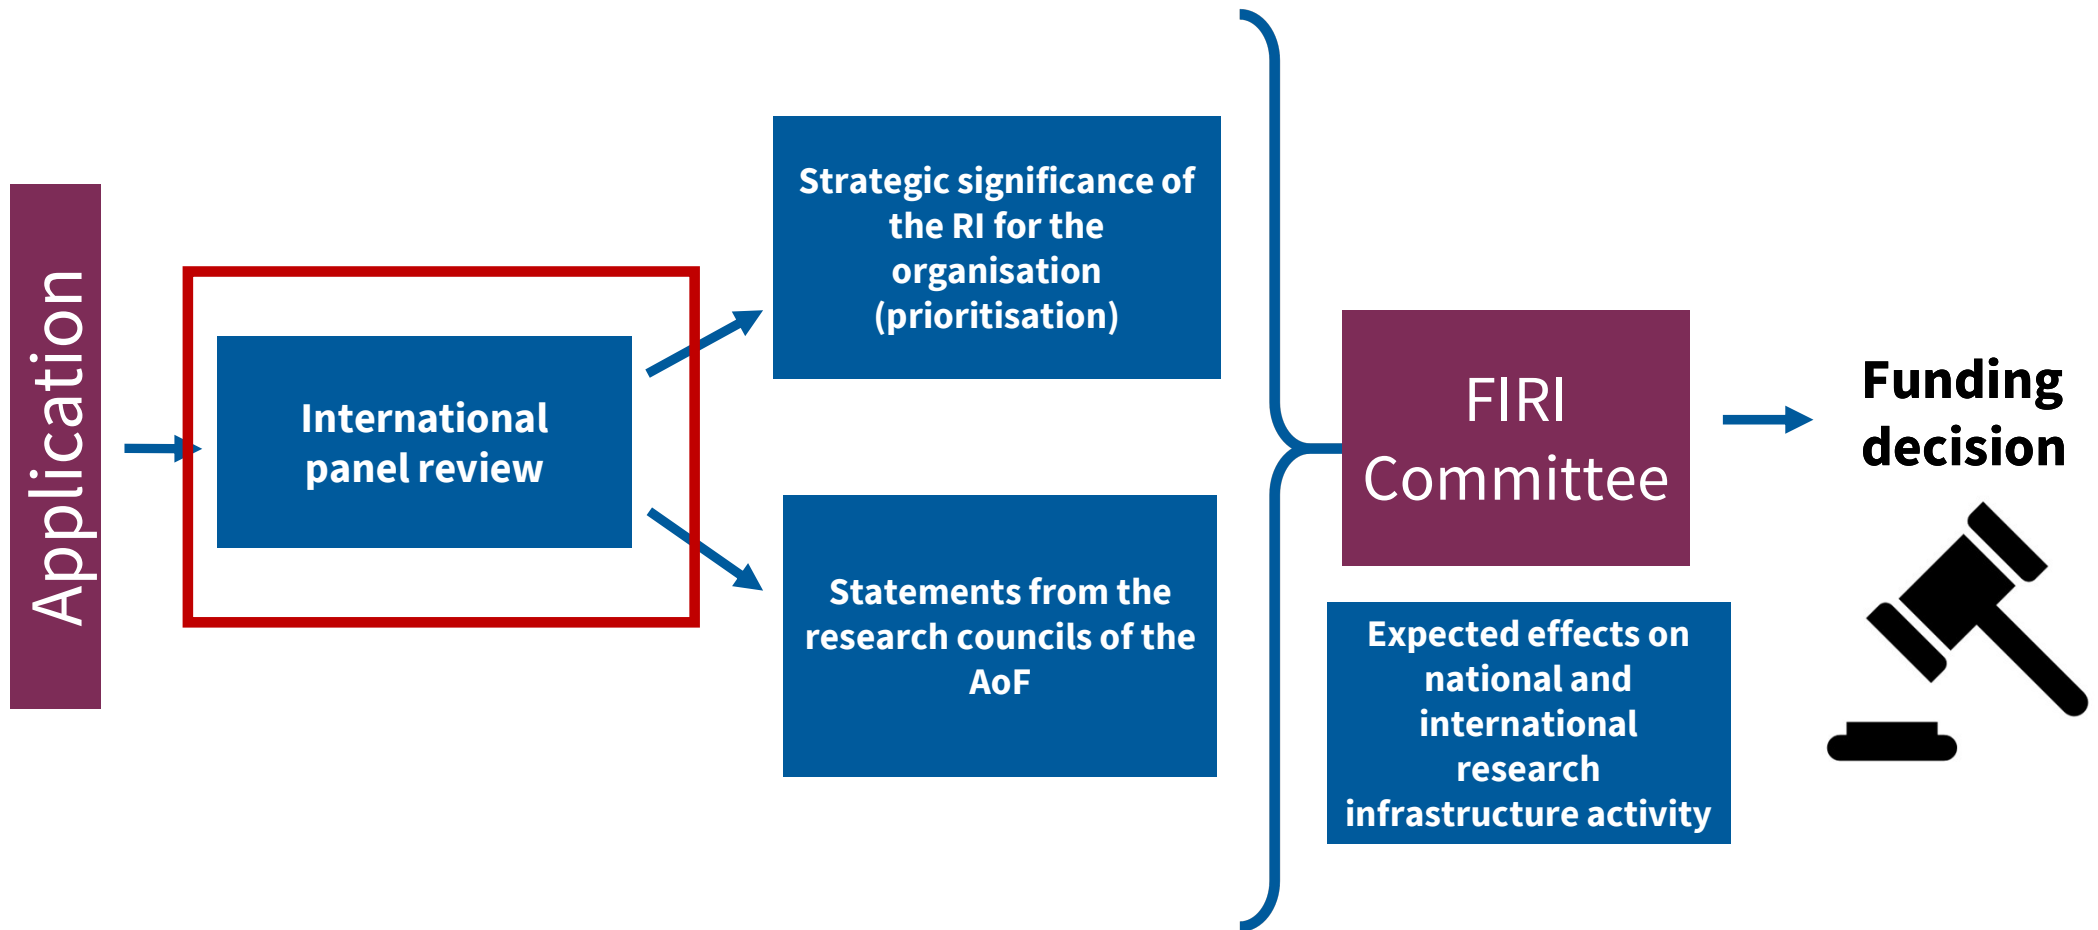 Application
International
panel review
Strategic significance of
the RI for the
organisation
(prioritisation)
Statements from the
research councils of the
AoF
FIRI
Committee
Expected effects on
national and
international
research
infrastructure activity
Funding
decision